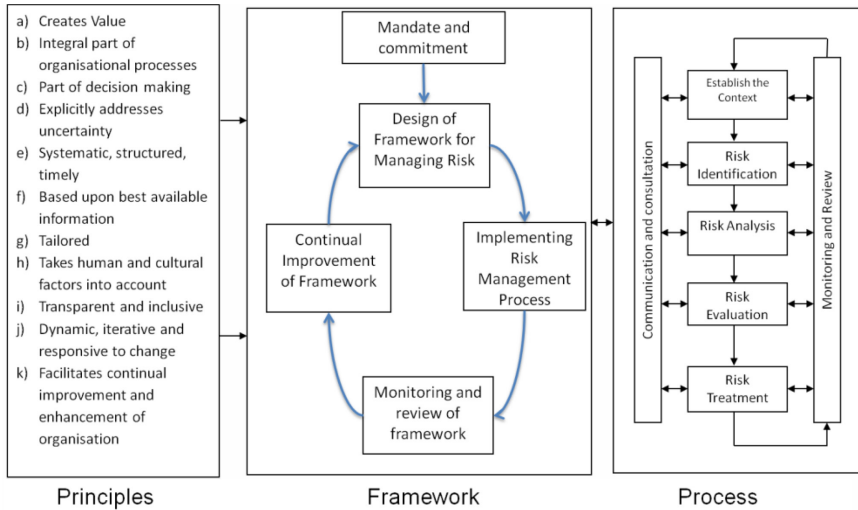 a) Creates Value
b) Integral part of
organisational processes
c) Part of decision making
d) Explicitly addresses
uncertainty
e) Systematic, structured,
timely
f) Based upon best available
information
g) Tailored
h) Takes human and cultural
factors into account
i) Transparent and inclusive
j) Dynamic, iterative and
responsive to change
k) Facilitates continual
improvement and
enhancement of
organisation
Principles
Mandate and
commitment
Design of
Framework for
Managing Risk
Implementing
Risk
Management
Process
Monitoring and
review of
framework
Continual
Improvement
of Framework
Framework
Communication and consultation
Establish the
Context
Risk
Identification
Risk Analysis
Risk
Evaluation
Risk
Treatment
Monitoring and Review
Process